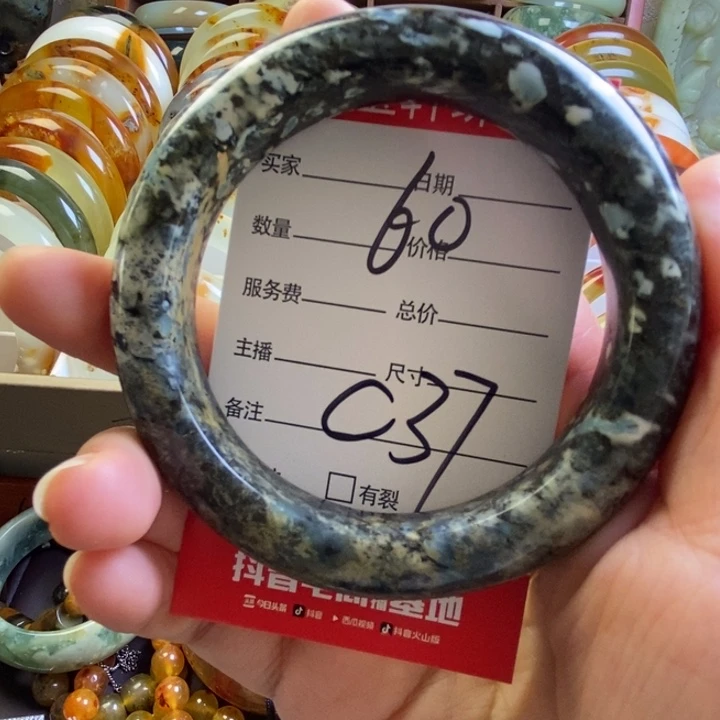 买家 日期
60
数量 价格
服务费 总价
主播 尺寸
C37
备注
□有裂
今日头条 抖音 西瓜视频 抖音火山版